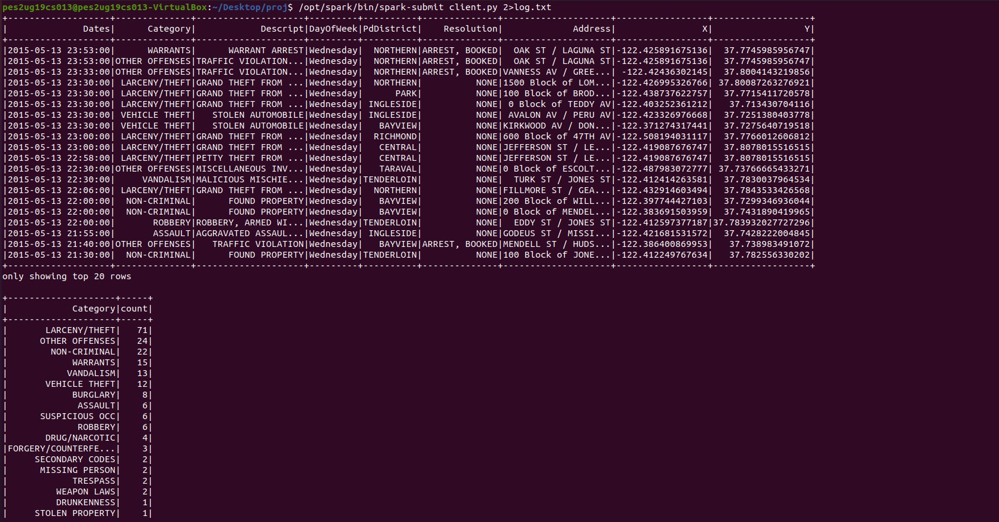 pes2ug19cs013@pes2ug19cs013-VirtualBox:~/Desktop/proj$ /opt/spark/bin/spark-submit client.py 2>log.txt
+-------------------+--------------+--------------------+---------+----------+--------------+--------------------+-----------------+------------------+
|              Dates|      Category|            Descript|DayOfWeek|PdDistrict|    Resolution|             Address|                X|                 Y|
+-------------------+--------------+--------------------+---------+----------+--------------+--------------------+-----------------+------------------+
|2015-05-13 23:53:00|      WARRANTS|      WARRANT ARREST|Wednesday|  NORTHERN|ARREST, BOOKED|  OAK ST / LAGUNA ST|-122.425891675136|  37.7745985956747|
|2015-05-13 23:53:00|OTHER OFFENSES|TRAFFIC VIOLATION...|Wednesday|  NORTHERN|ARREST, BOOKED|  OAK ST / LAGUNA ST|-122.425891675136|  37.7745985956747|
|2015-05-13 23:33:00|OTHER OFFENSES|TRAFFIC VIOLATION...|Wednesday|  NORTHERN|ARREST, BOOKED|VANNESS AV / GREE...| -122.42436302145|  37.8004143219856|
|2015-05-13 23:30:00| LARCENY/THEFT|GRAND THEFT FROM ...|Wednesday|  NORTHERN|          NONE|1500 Block of LOM...|-122.426995326766| 37.80087263276921|
|2015-05-13 23:30:00| LARCENY/THEFT|GRAND THEFT FROM ...|Wednesday|      PARK|          NONE|100 Block of BROD...|-122.438737622757|  37.7715411720578|
|2015-05-13 23:30:00| LARCENY/THEFT|GRAND THEFT FROM ...|Wednesday| INGLESIDE|          NONE| 0 Block of TEDDY AV|-122.403252361212|   37.713430704116|
|2015-05-13 23:30:00| VEHICLE THEFT|   STOLEN AUTOMOBILE|Wednesday| INGLESIDE|          NONE| AVALON AV / PERU AV|-122.423326976668|  37.7251380403778|
|2015-05-13 23:30:00| VEHICLE THEFT|   STOLEN AUTOMOBILE|Wednesday|   BAYVIEW|          NONE|KIRKWOOD AV / DON...|-122.371274317441|  37.7275640719518|
|2015-05-13 23:00:00| LARCENY/THEFT|GRAND THEFT FROM ...|Wednesday|  RICHMOND|          NONE|600 Block of 47TH AV|-122.508194031117|  37.7766012606812|
|2015-05-13 23:00:00| LARCENY/THEFT|GRAND THEFT FROM ...|Wednesday|   CENTRAL|          NONE|JEFFERSON ST / LE...|-122.419087676747|  37.8078015516515|
|2015-05-13 22:58:00| LARCENY/THEFT|PETTY THEFT FROM ...|Wednesday|   CENTRAL|          NONE|JEFFERSON ST / LE...|-122.419087676747|  37.8078015516515|
|2015-05-13 22:30:00|OTHER OFFENSES|MISCELLANEOUS INV...|Wednesday|   TARAVAL|          NONE|0 Block of ESCOLT...|-122.487983072777| 37.73766665433271|
|2015-05-13 22:30:00|     VANDALISM|MALICIOUS MISCHIE...|Wednesday|TENDERLOIN|          NONE|  TURK ST / JONES ST|-122.412414263581|  37.7830037964534|
|2015-05-13 22:06:00| LARCENY/THEFT|GRAND THEFT FROM ...|Wednesday|  NORTHERN|          NONE|FILLMORE ST / GEA...|-122.432914603494|  37.7843533426568|
|2015-05-13 22:00:00|  NON-CRIMINAL|      FOUND PROPERTY|Wednesday|   BAYVIEW|          NONE|200 Block of WILL...|-122.397744427103|  37.7299346936044|
|2015-05-13 22:00:00|  NON-CRIMINAL|      FOUND PROPERTY|Wednesday|   BAYVIEW|          NONE|0 Block of MENDEL...|-122.383691503959|  37.7431890419965|
|2015-05-13 22:00:00|       ROBBERY|ROBBERY, ARMED WI...|Wednesday|TENDERLOIN|          NONE|  EDDY ST / JONES ST|-122.412597377187|37.783932027727296|
|2015-05-13 21:55:00|       ASSAULT|AGGRAVATED ASSAUL...|Wednesday| INGLESIDE|          NONE|GODEUS ST / MISSI...|-122.421681531572|  37.7428222004845|
|2015-05-13 21:40:00|OTHER OFFENSES|   TRAFFIC VIOLATION|Wednesday|   BAYVIEW|ARREST, BOOKED|MENDELL ST / HUDS...|-122.386400869953|   37.738983491072|
|2015-05-13 21:30:00|  NON-CRIMINAL|      FOUND PROPERTY|Wednesday|TENDERLOIN|          NONE|100 Block of JONE...|-122.412249767634|   37.782556330202|
+-------------------+--------------+--------------------+---------+----------+--------------+--------------------+-----------------+------------------+
only showing top 20 rows
+--------------------+-----+
|            Category|count|
+--------------------+-----+
|       LARCENY/THEFT|   71|
|      OTHER OFFENSES|   24|
|        NON-CRIMINAL|   22|
|            WARRANTS|   15|
|           VANDALISM|   13|
|       VEHICLE THEFT|   12|
|            BURGLARY|    8|
|             ASSAULT|    6|
|      SUSPICIOUS OCC|    6|
|             ROBBERY|    6|
|       DRUG/NARCOTIC|    4|
|FORGERY/COUNTERFE...|    3|
|     SECONDARY CODES|    2|
|      MISSING PERSON|    2|
|            TRESPASS|    2|
|         WEAPON LAWS|    2|
|         DRUNKENNESS|    1|
|     STOLEN PROPERTY|    1|